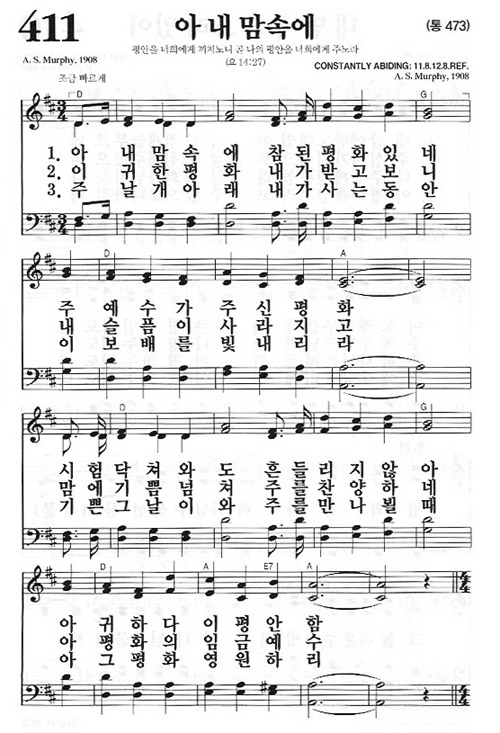 411 아 내 맘속에 (통 473)
평안을 너희에게 끼치노니 곧 나의 평안을 너희에게 주노라
(요 14:27)
A. S. Murphy, 1908
CONSTANTLY ABIDING: 11.8.12.8.REF.
A. S. Murphy, 1908
조금 빠르게
D G
1. 아 내 맘 속 에 참 된 평 화 있 네
2. 이 귀 한 평 화 내 가 받 고 보 니
3. 주 날 개 아 래 내 가 사 는 동 안
D A
주 예 수 가 주 신 평 화
내 슬 픔 이 사 라 지 고
이 보 배 를 빛 내 리 라
D G
시 험 닥 쳐 와 도 흔 들 리 지 않 아
맘 에 기 쁨 넘 쳐 주 를 찬 양 하 네
기 쁜 그 날 이 와 주 를 만 나 뵐 때
D A A E7 A
아 귀 하 다 이 평 안 함
아 평 화 의 임 금 예 수
아 그 평 화 영 원 하 리